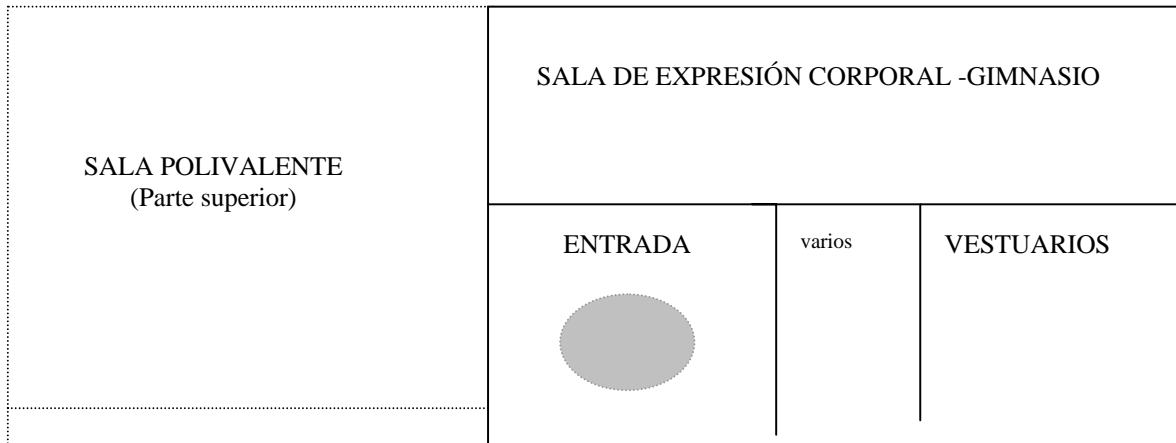 SALA DE EXPRESIÓN CORPORAL -GIMNASIO
SALA POLIVALENTE
(Parte superior)
ENTRADA
varios
VESTUARIOS